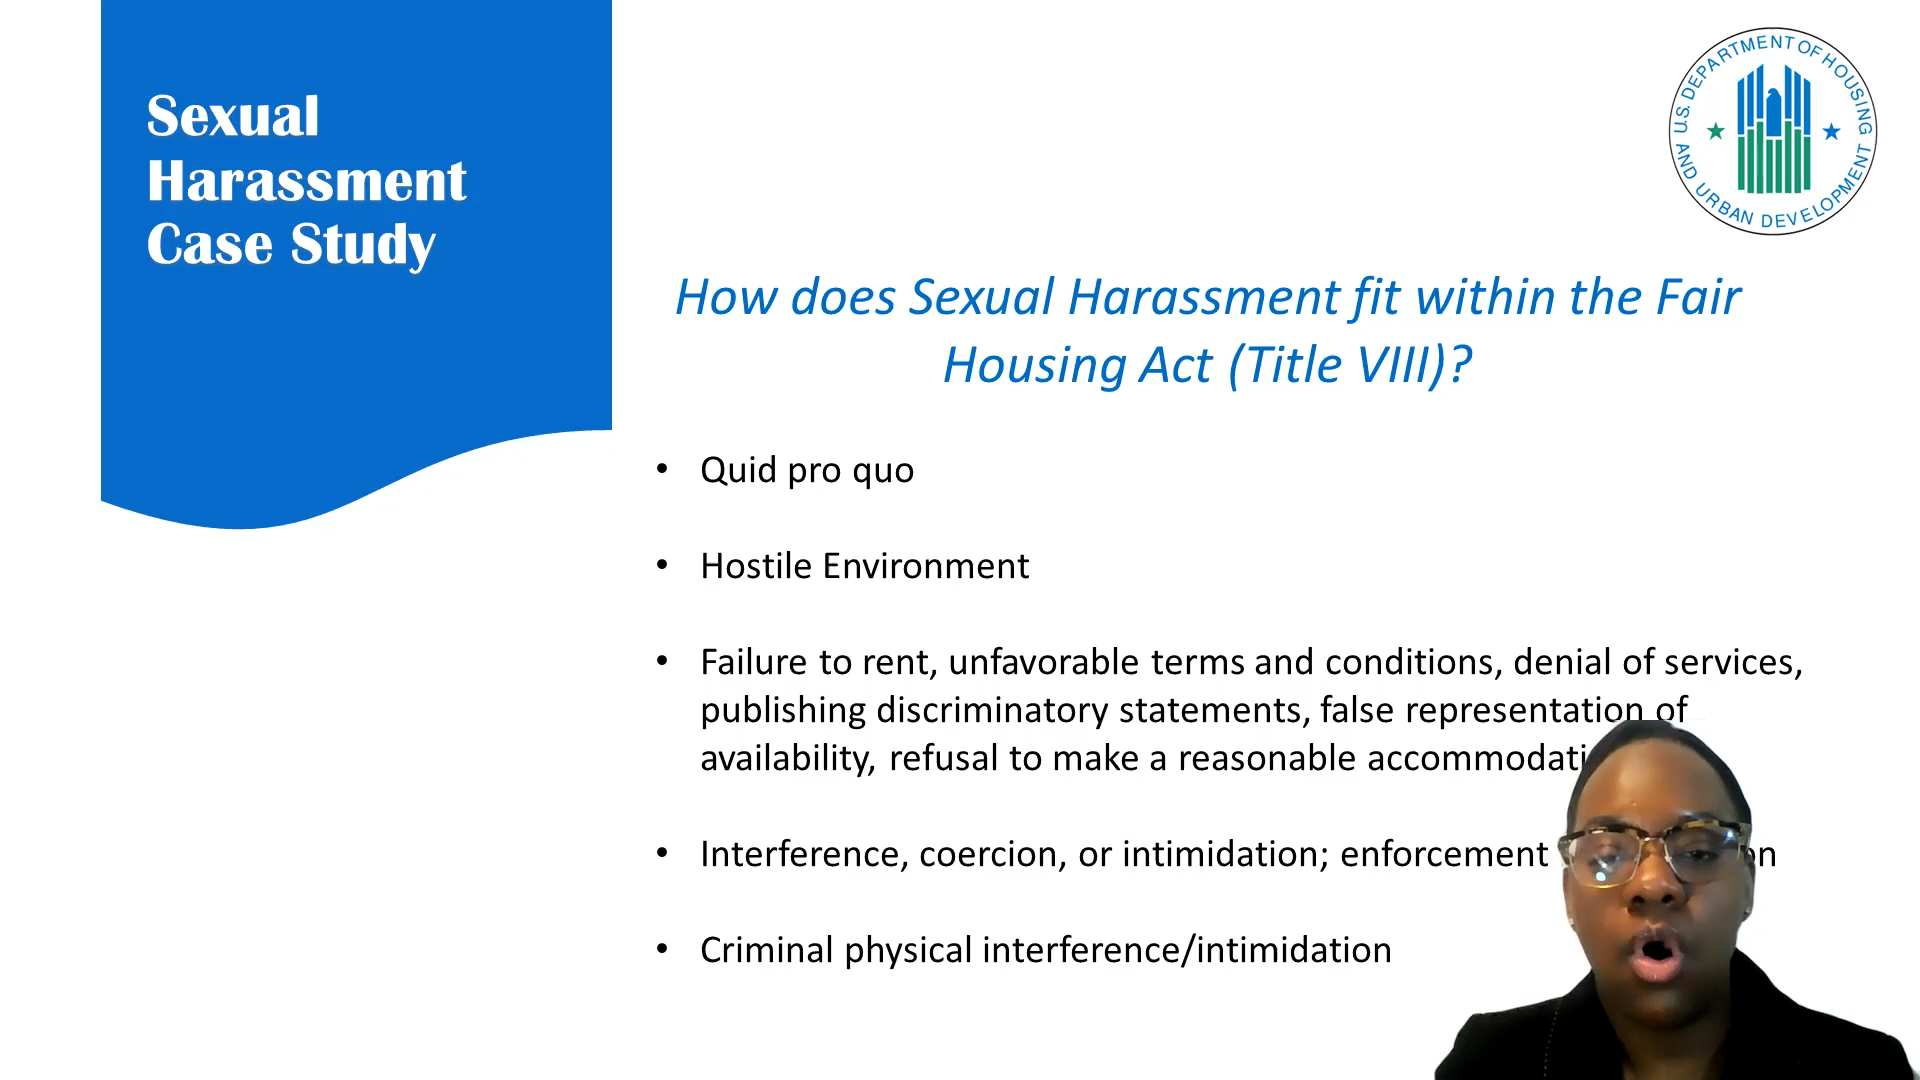 Sexual
Harassment
Case Study
U.S. DEPARTMENT OF HOUSING
AND URBAN DEVELOPMENT
How does Sexual Harassment fit within the Fair
Housing Act (Title VIII)?
• Quid pro quo
• Hostile Environment
• Failure to rent, unfavorable terms and conditions, denial of services,
publishing discriminatory statements, false representation of
availability, refusal to make a reasonable
• Interference, coercion, or intimidation; enforcement
• Criminal physical interference/intimidation